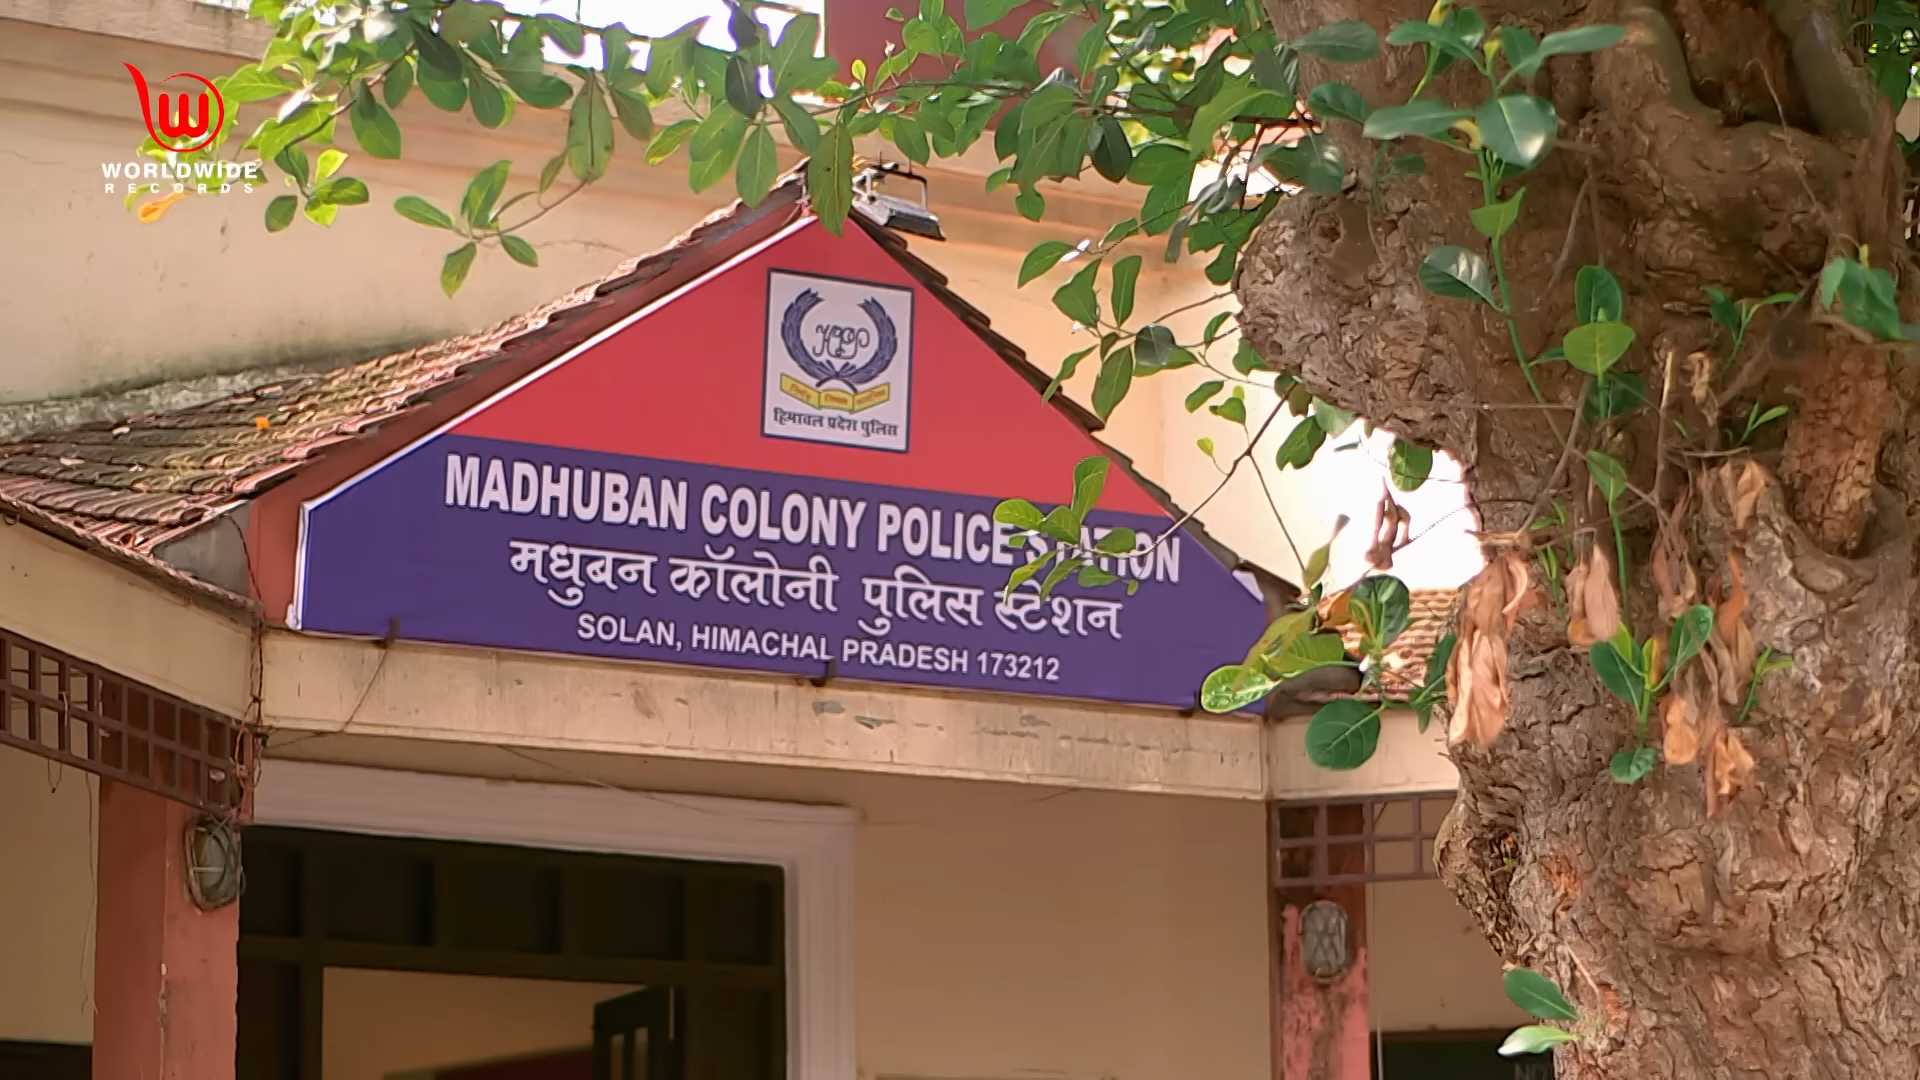 WORLDWIDE
RECORDS
हिमाचल प्रदेश पुलिस
MADHUBAN COLONY POLICE STATION
मधुबन कॉलोनी पुलिस स्टेशन
SOLAN, HIMACHAL PRADESH 173212